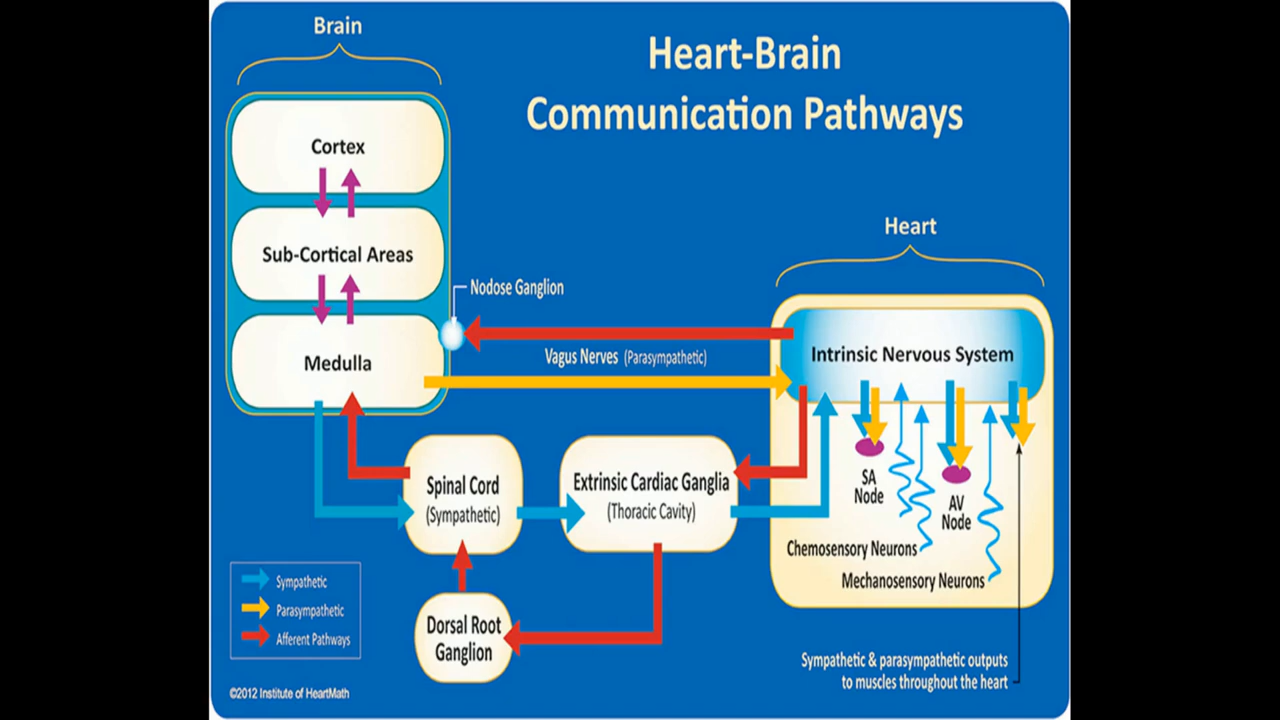 Brain
Heart-Brain
Communication Pathways
Cortex
Sub-Cortical Areas
Medulla
Nodose Ganglion
Vagus Nerves (Parasympathetic)
Heart
Intrinsic Nervous System
SA
Node
AV
Node
Chemosensory Neurons
Mechanosensory Neurons
Spinal Cord
(Sympathetic)
Extrinsic Cardiac Ganglia
(Thoracic Cavity)
Dorsal Root
Ganglion
Sympathetic
Parasympathetic
Afferent Pathways
Sympathetic & parasympathetic outputs
to muscles throughout the heart
©2012 Institute of HeartMath